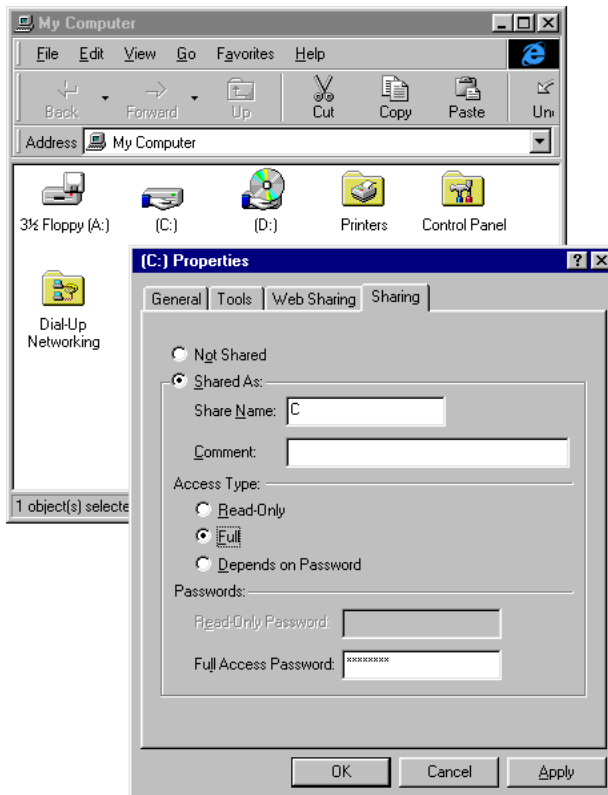 My Computer
File Edit View Go Favorites Help
Back Forward Up Cut Copy Paste
Address My Computer
3½ Floppy (A:) (C:) (D:) Printers Control Panel
Dial-Up
Networking
1 object(s) selecte
(C:) Properties
General Tools Web Sharing Sharing
Not Shared
Shared As:
Share Name: C
Comment:
Access Type:
Read-Only
Full
Depends on Password
Passwords:
Read-Only Password:
Full Access Password: ********
OK Cancel Apply